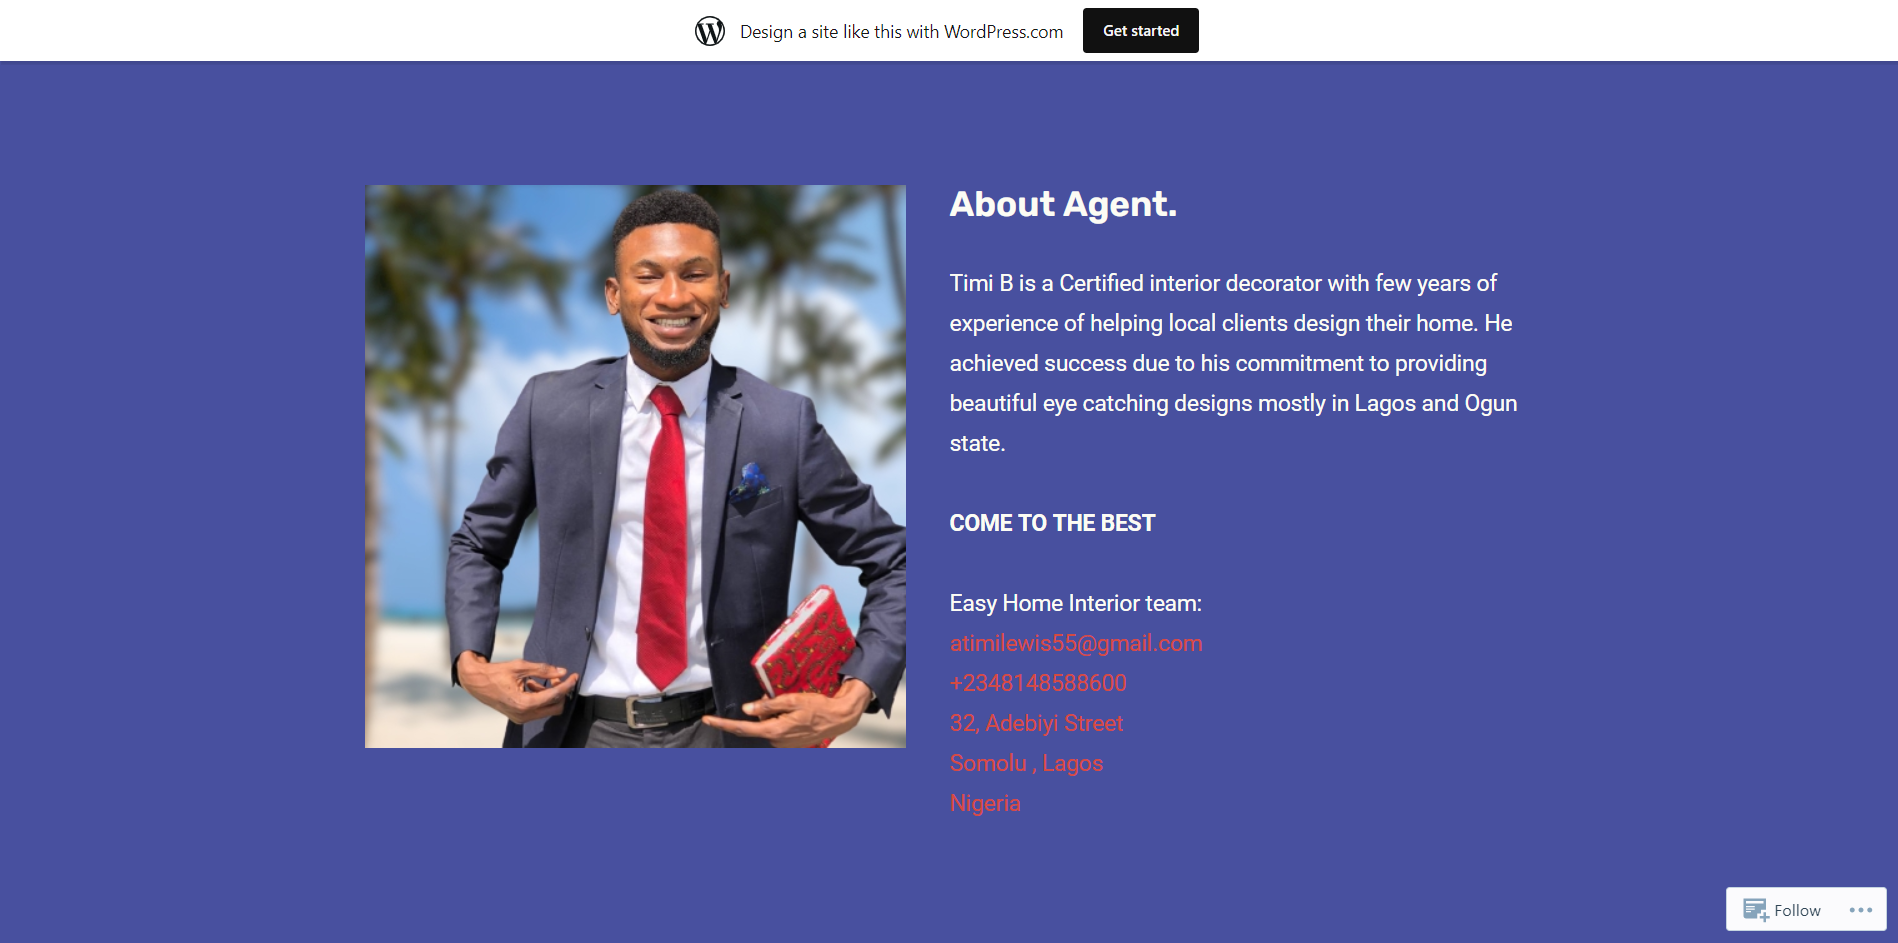 Design a site like this with WordPress.com
Get started
About Agent.
Timi B is a Certified interior decorator with few years of
experience of helping local clients design their home. He
achieved success due to his commitment to providing
beautiful eye catching designs mostly in Lagos and Ogun
state.
COME TO THE BEST
Easy Home Interior team:
atimilewis55@gmail.com
+2348148588600
32, Adebiyi Street
Somolu , Lagos
Nigeria
Follow